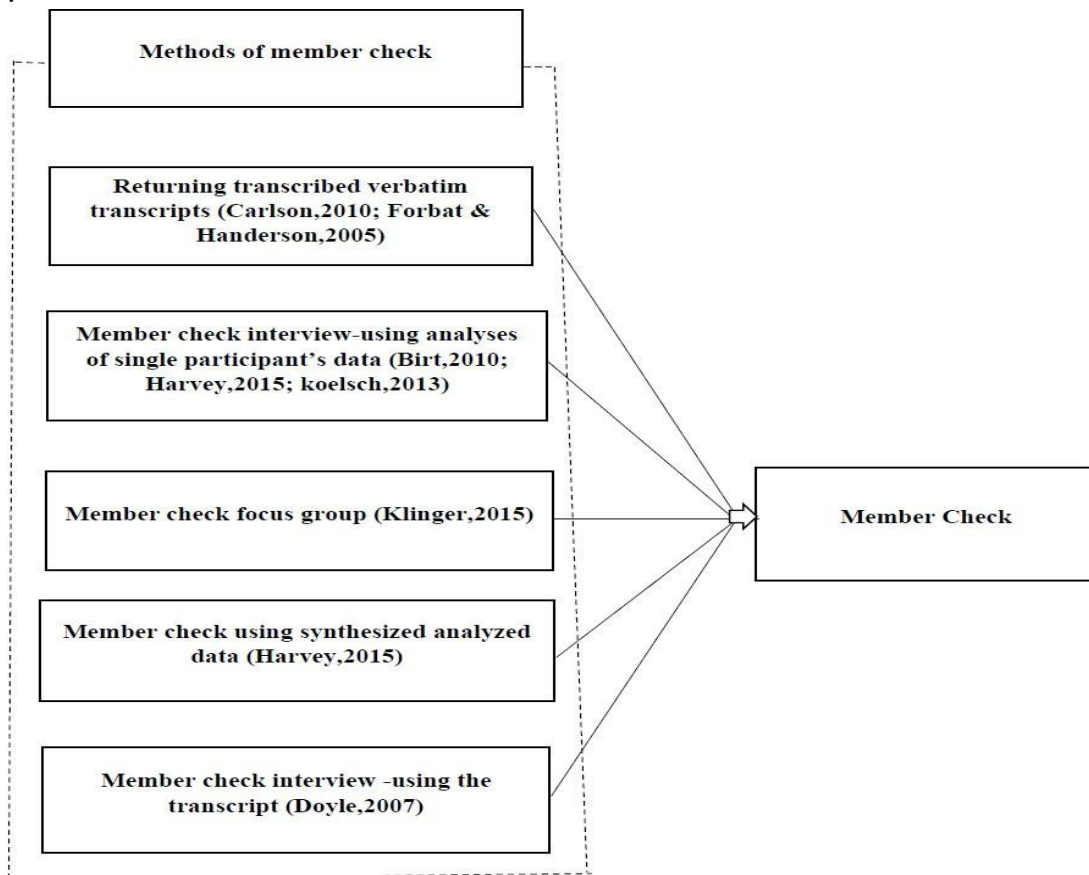 Methods of member check
Returning transcribed verbatim
transcripts (Carlson,2010; Forbat &
Handerson,2005)
Member check interview-using analyses
of single participant's data (Birt,2010;
Harvey,2015; koelsch,2013)
Member check focus group (Klinger,2015)
Member Check
Member check using synthesized analyzed
data (Harvey,2015)
Member check interview -using the
transcript (Doyle,2007)